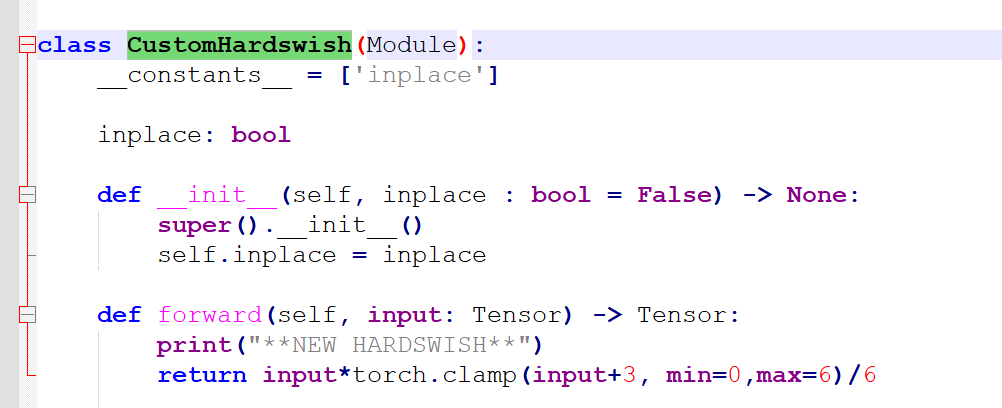 class CustomHardswish(Module):
    __constants__ = ['inplace']
    inplace: bool
    def __init__(self, inplace : bool = False) -> None:
        super().__init__()
        self.inplace = inplace
    def forward(self, input: Tensor) -> Tensor:
        print("**NEW HARDSWISH**")
        return input*torch.clamp(input+3, min=0,max=6)/6